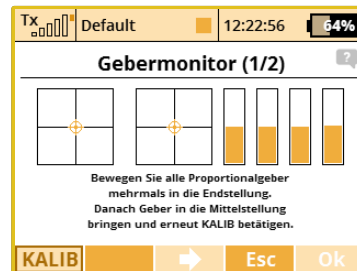 Tx Default 12:22:56 64%
Gebermonitor (1/2)
?
Bewegen Sie alle Proportionalgeber
mehrmals in die Endstellung.
Danach Geber in die Mittelstellung
bringen und erneut KALIB betätigen.
KALIB Esc Ok